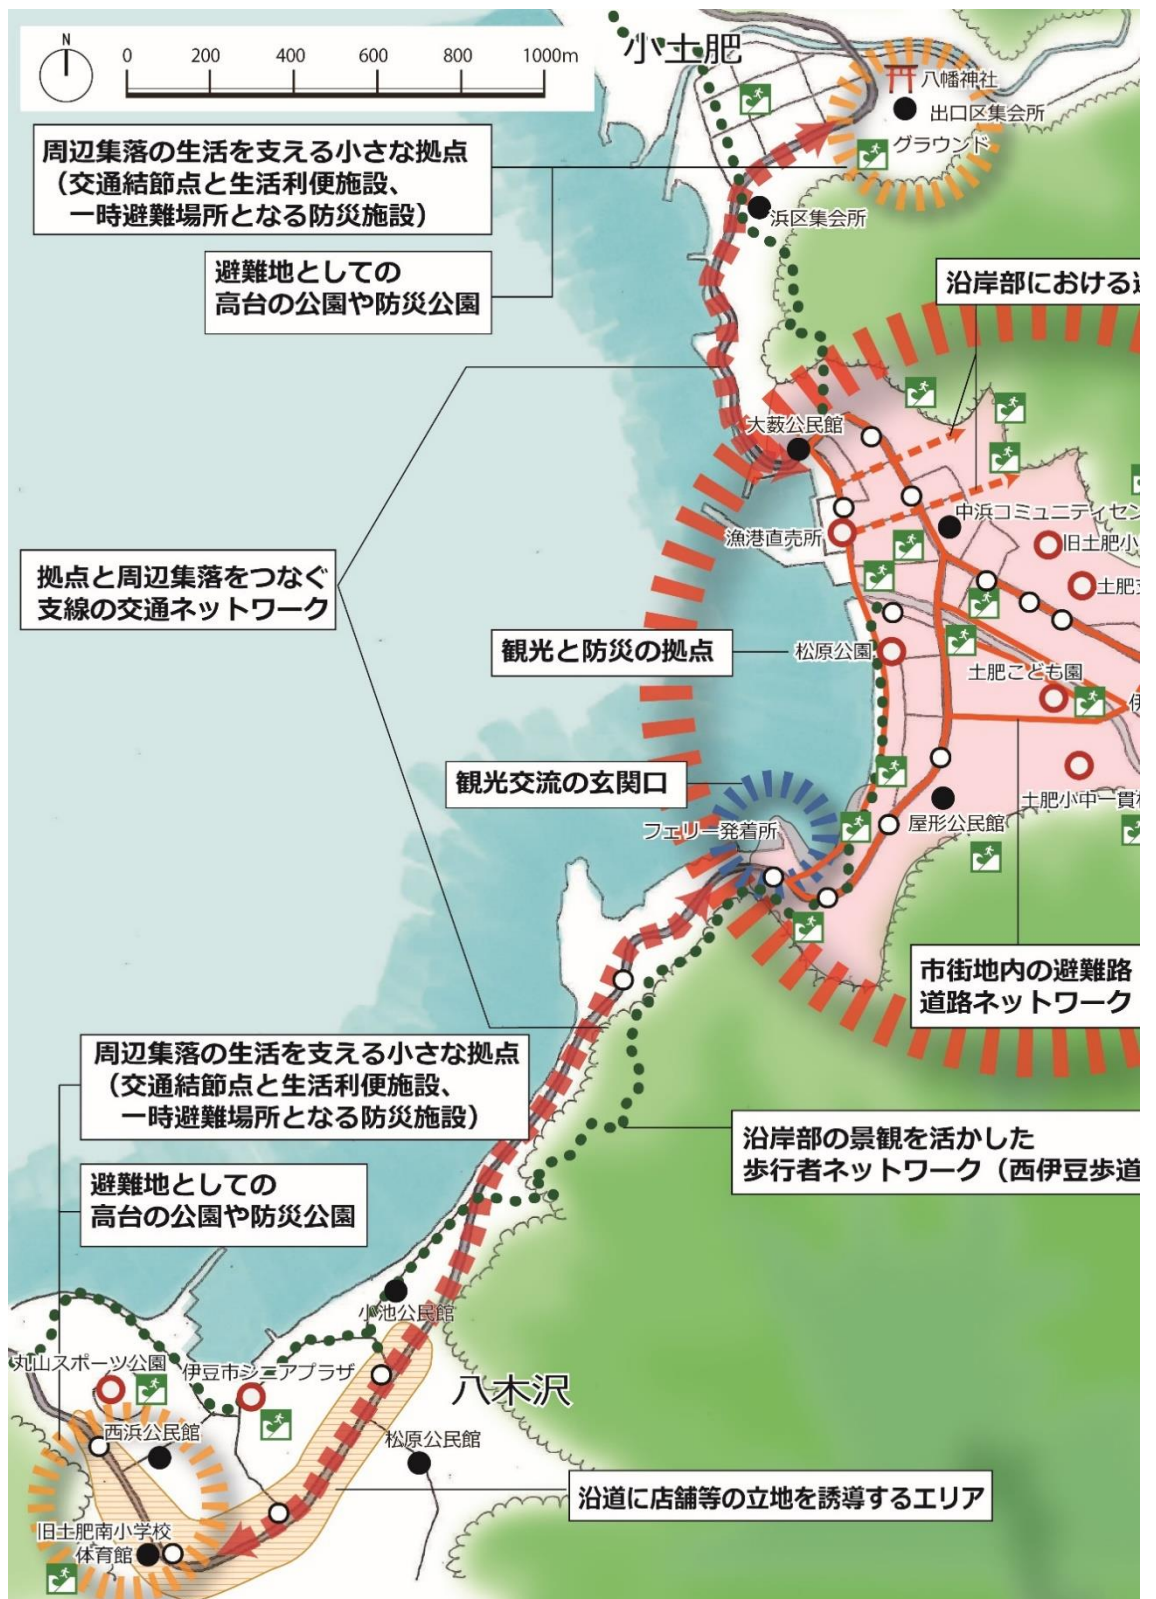 N
0 200 400 600 800 1000m
小土肥
八幡神社
出口区集会所
グラウンド
周辺集落の生活を支える小さな拠点
（交通結節点と生活利便施設、
一時避難場所となる防災施設）
浜区集会所
避難地としての
高台の公園や防災公園
沿岸部における
大薮公民館
中浜コミュニティセン
漁港直売所
旧土肥小
土肥支
拠点と周辺集落をつなぐ
支線の交通ネットワーク
観光と防災の拠点
松原公園
土肥こども園
伊
観光交流の玄関口
土肥小中一貫校
フェリー発着所
屋形公民館
市街地内の避難路
道路ネットワーク
周辺集落の生活を支える小さな拠点
（交通結節点と生活利便施設、
一時避難場所となる防災施設）
沿岸部の景観を活かした
歩行者ネットワーク（西伊豆歩道
避難地としての
高台の公園や防災公園
小池公民館
丸山スポーツ公園
伊豆市シニアプラザ
八木沢
西浜公民館
松原公民館
沿道に店舗等の立地を誘導するエリア
旧土肥南小学校
体育館